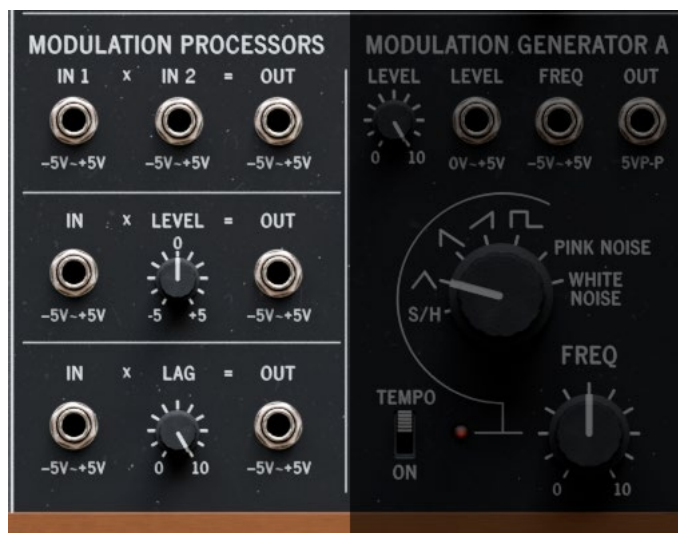 MODULATION PROCESSORS
IN 1 x IN 2 = OUT
-5V~+5V -5V~+5V -5V~+5V
IN x LEVEL = OUT
0
-5V~+5V -5 +5 -5V~+5V
IN x LAG = OUT
-5V~+5V 0 10 -5V~+5V
MODULATION GENERATOR A
LEVEL LEVEL FREQ OUT
0 10 0V~+5V -5V~+5V 5VP-P
PINK NOISE
WHITE
NOISE
S/H
FREQ
TEMPO
ON
0 10